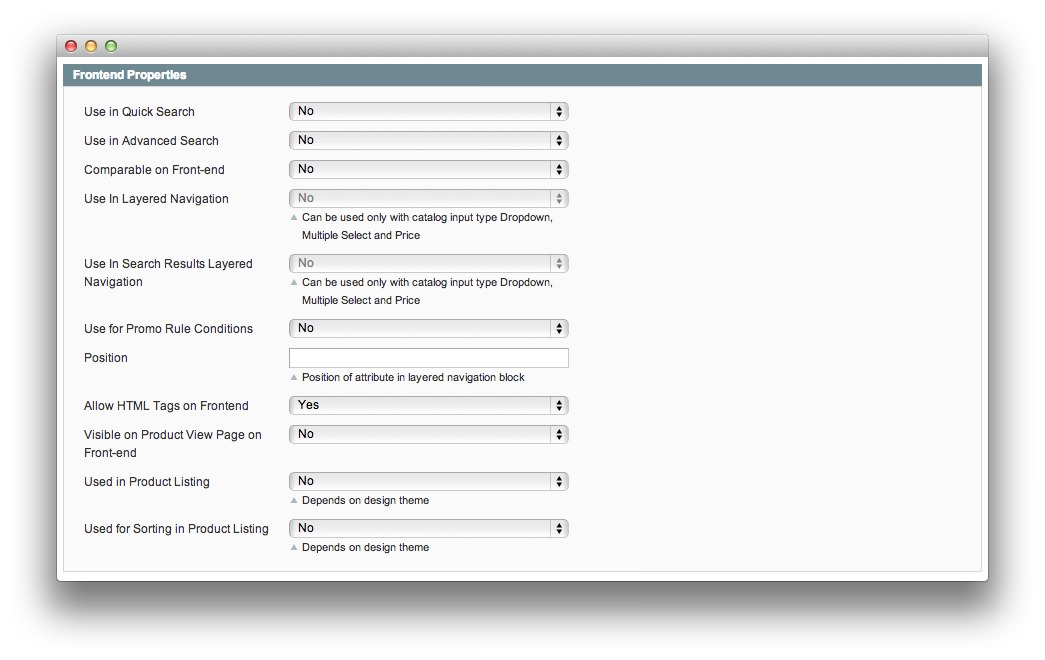 Frontend Properties
Use in Quick Search No
Use in Advanced Search No
Comparable on Front-end No
Use In Layered Navigation No
Can be used only with catalog input type Dropdown,
Multiple Select and Price
Use In Search Results Layered No
Navigation
Can be used only with catalog input type Dropdown,
Multiple Select and Price
Use for Promo Rule Conditions No
Position
Position of attribute in layered navigation block
Allow HTML Tags on Frontend Yes
Visible on Product View Page on No
Front-end
Used in Product Listing No
Depends on design theme
Used for Sorting in Product Listing No
Depends on design theme